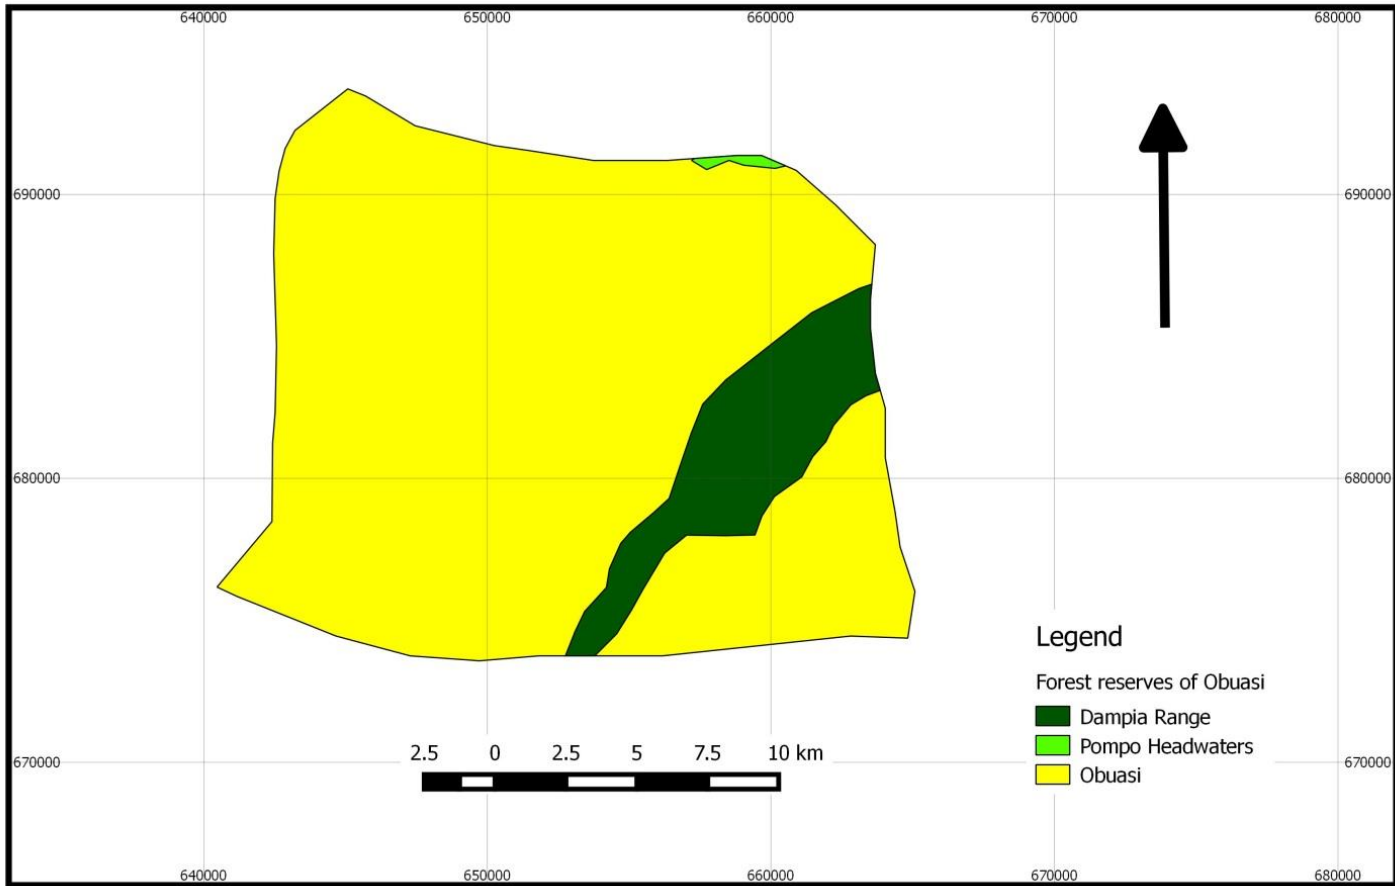 640000 650000 660000 670000 680000
690000 690000
680000 680000
Legend
Forest reserves of Obuasi
Dampia Range
Pompo Headwaters
Obuasi
2.5 0 2.5 5 7.5 10 km
670000 670000
640000 650000 660000 670000 680000